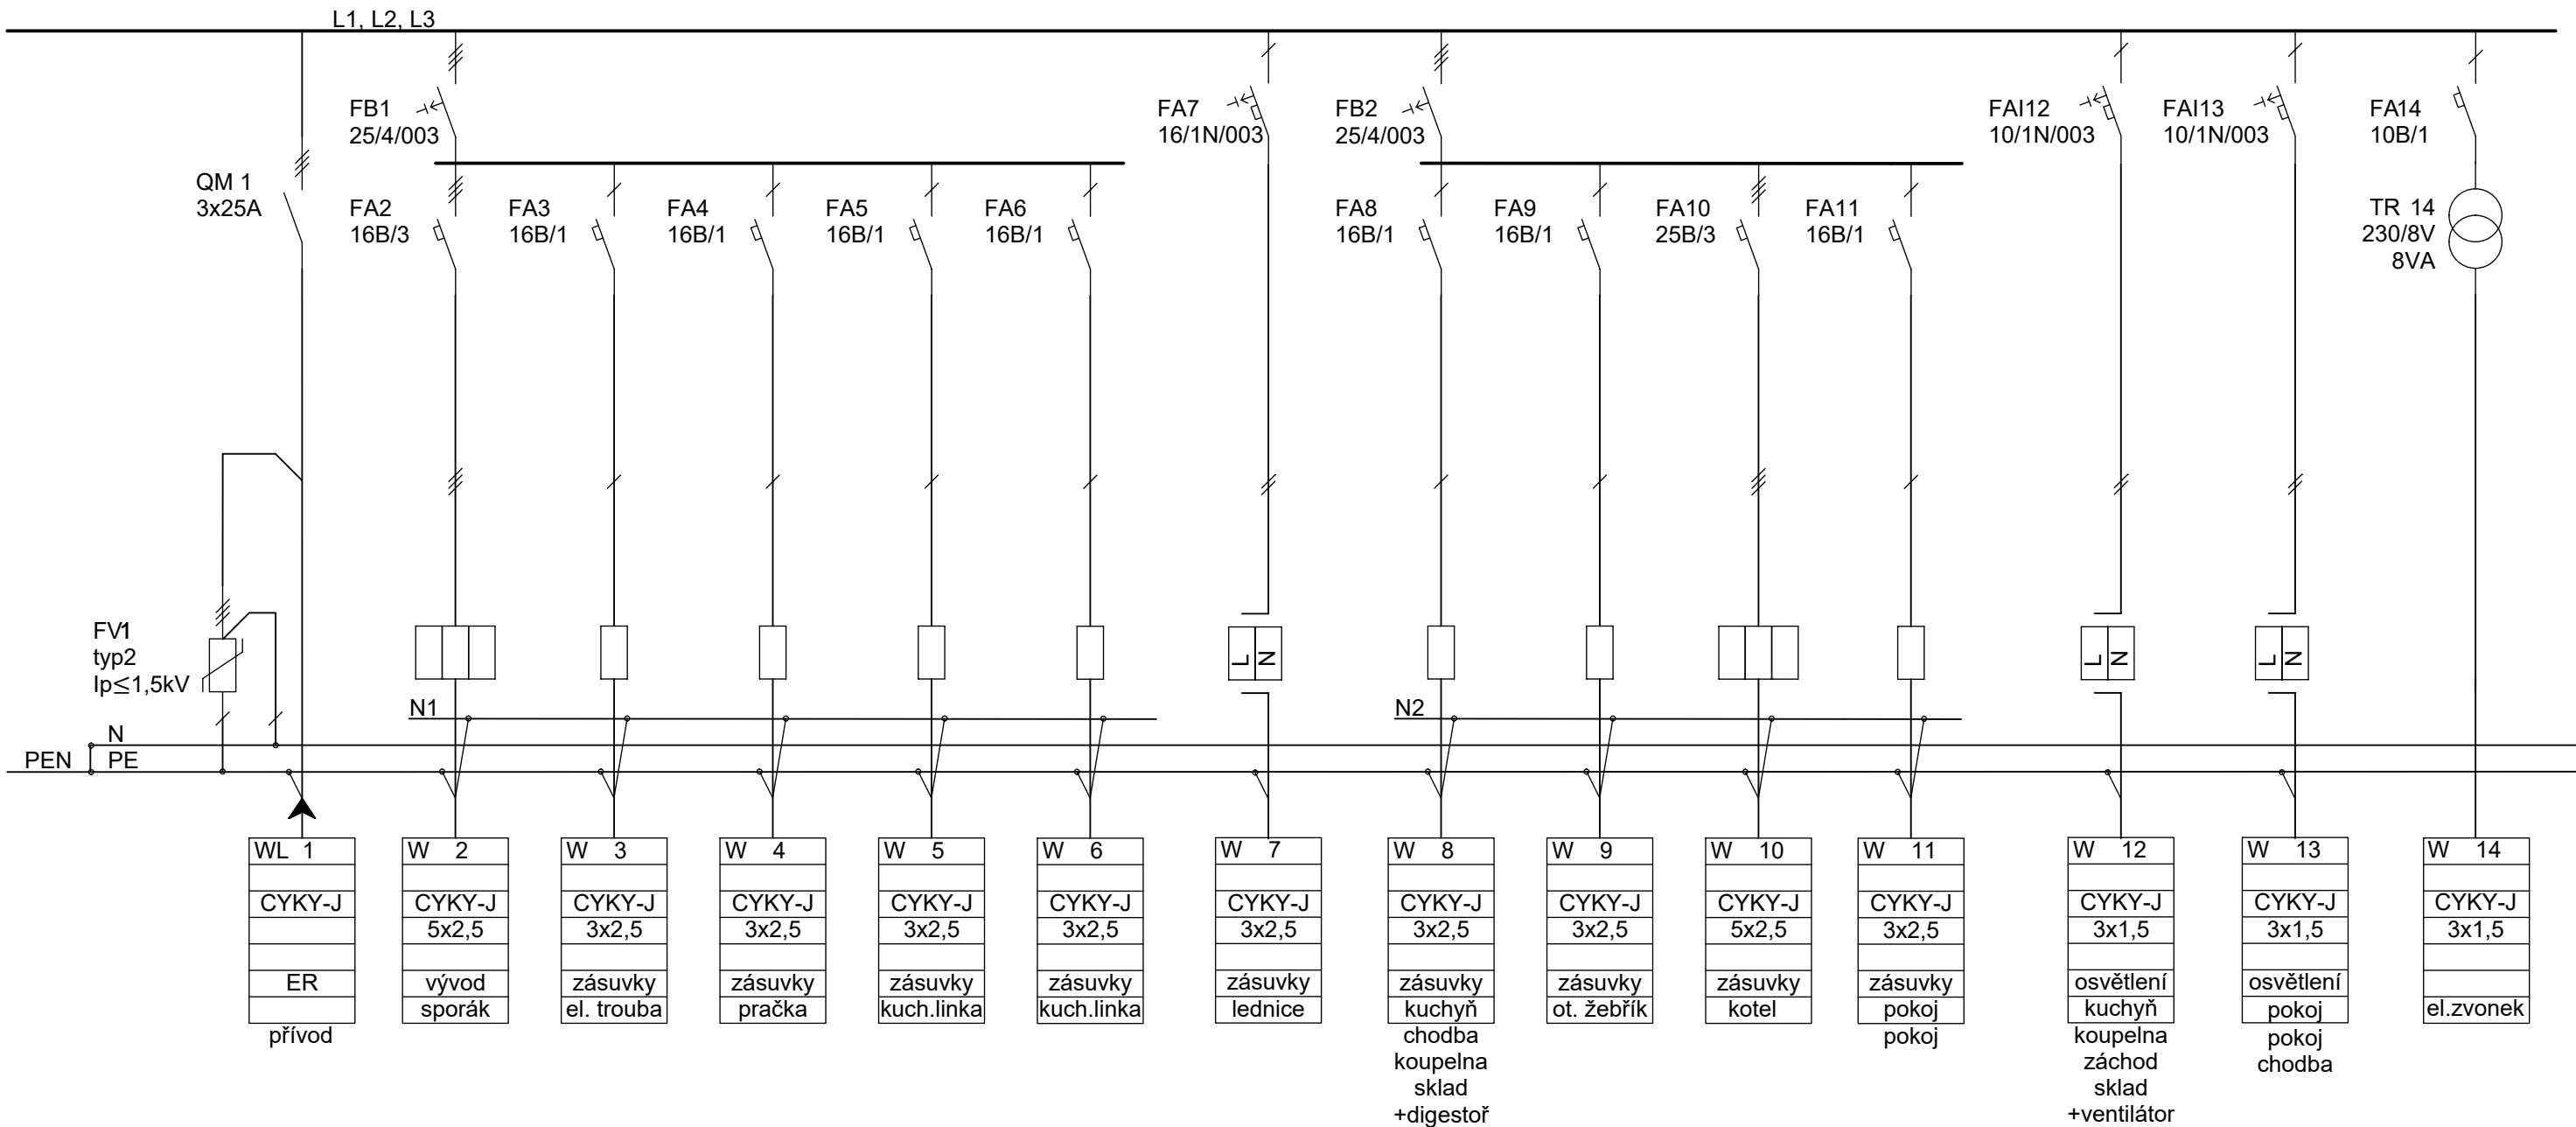 L1, L2, L3
QM 1
3x25A
FB1
25/4/003
FA2
16B/3
FA3
16B/1
FA4
16B/1
FA5
16B/1
FA6
16B/1
FA7
16/1N/003
FB2
25/4/003
FA8
16B/1
FA9
16B/1
FA10
25B/3
FA11
16B/1
FAI12
10/1N/003
FAI13
10/1N/003
FA14
10B/1
TR 14
230/8V
8VA
FV1
typ2
Ip≤1,5kV
L
N
L
N
L
N
N1
N2
N
PEN
PE
WL 1
CYKY-J
ER
přívod
W 2
CYKY-J
5x2,5
vývod
sporák
W 3
CYKY-J
3x2,5
zásuvky
el. trouba
W 4
CYKY-J
3x2,5
zásuvky
pračka
W 5
CYKY-J
3x2,5
zásuvky
kuch.linka
W 6
CYKY-J
3x2,5
zásuvky
kuch.linka
W 7
CYKY-J
3x2,5
zásuvky
lednice
W 8
CYKY-J
3x2,5
zásuvky
kuchyň
chodba
koupelna
sklad
+digestoř
W 9
CYKY-J
3x2,5
zásuvky
ot. žebřík
W 10
CYKY-J
5x2,5
zásuvky
kotel
W 11
CYKY-J
3x2,5
zásuvky
pokoj
pokoj
W 12
CYKY-J
3x1,5
osvětlení
kuchyň
koupelna
záchod
sklad
+ventilátor
W 13
CYKY-J
3x1,5
osvětlení
pokoj
pokoj
chodba
W 14
CYKY-J
3x1,5
el.zvonek